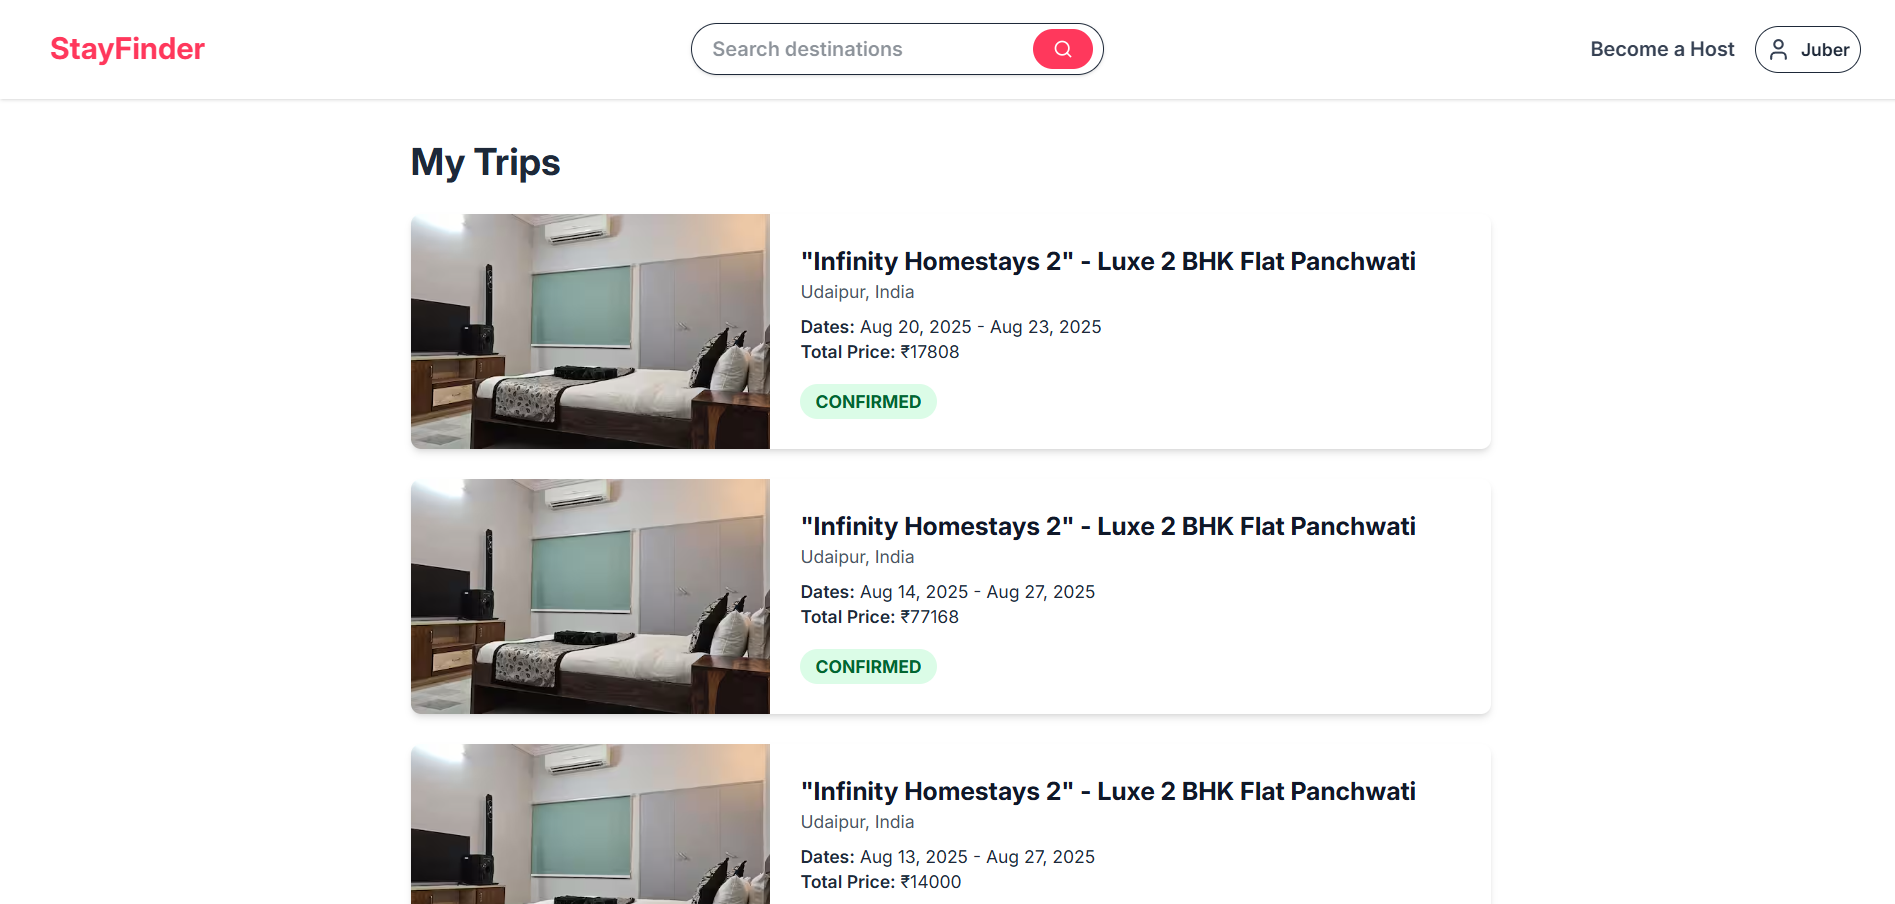 StayFinder
Search destinations
Become a Host
Juber
My Trips
"Infinity Homestays 2" - Luxe 2 BHK Flat Panchwati
Udaipur, India
Dates: Aug 20, 2025 - Aug 23, 2025
Total Price: ₹17808
CONFIRMED
"Infinity Homestays 2" - Luxe 2 BHK Flat Panchwati
Udaipur, India
Dates: Aug 14, 2025 - Aug 27, 2025
Total Price: ₹77168
CONFIRMED
"Infinity Homestays 2" - Luxe 2 BHK Flat Panchwati
Udaipur, India
Dates: Aug 13, 2025 - Aug 27, 2025
Total Price: ₹14000